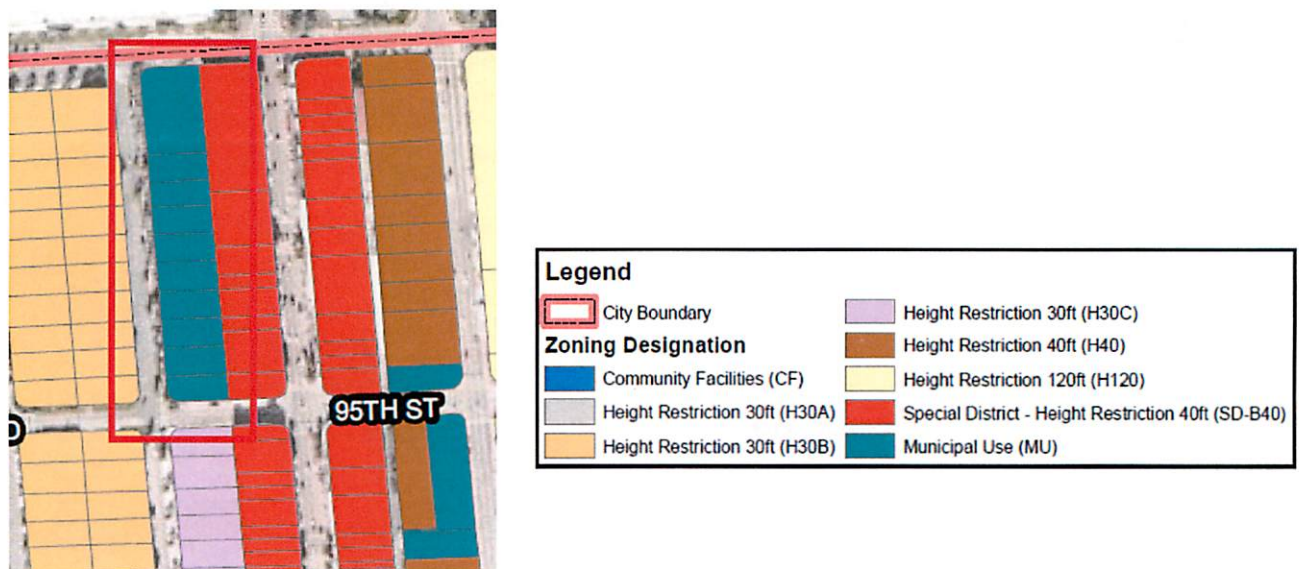 95TH ST
D
Legend
City Boundary
Zoning Designation
Community Facilities (CF)
Height Restriction 30ft (H30A)
Height Restriction 30ft (H30B)
Height Restriction 30ft (H30C)
Height Restriction 40ft (H40)
Height Restriction 120ft (H120)
Special District - Height Restriction 40ft (SD-B40)
Municipal Use (MU)